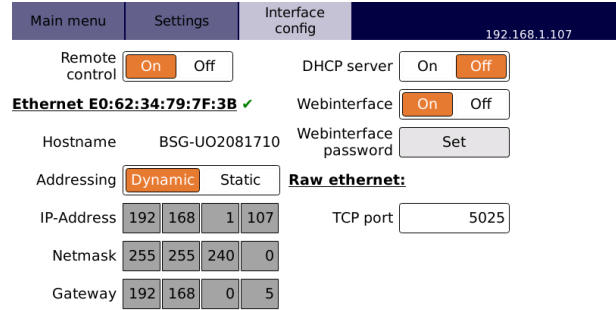 Main menu Settings Interface config 192.168.1.107
Remote control On Off DHCP server On Off
Ethernet E0:62:34:79:7F:3B ✔ Webinterface On Off
Hostname BSG-UO2081710 Webinterface password Set
Addressing Dynamic Static Raw ethernet:
IP-Address 192 168 1 107 TCP port 5025
Netmask 255 255 240 0
Gateway 192 168 0 5